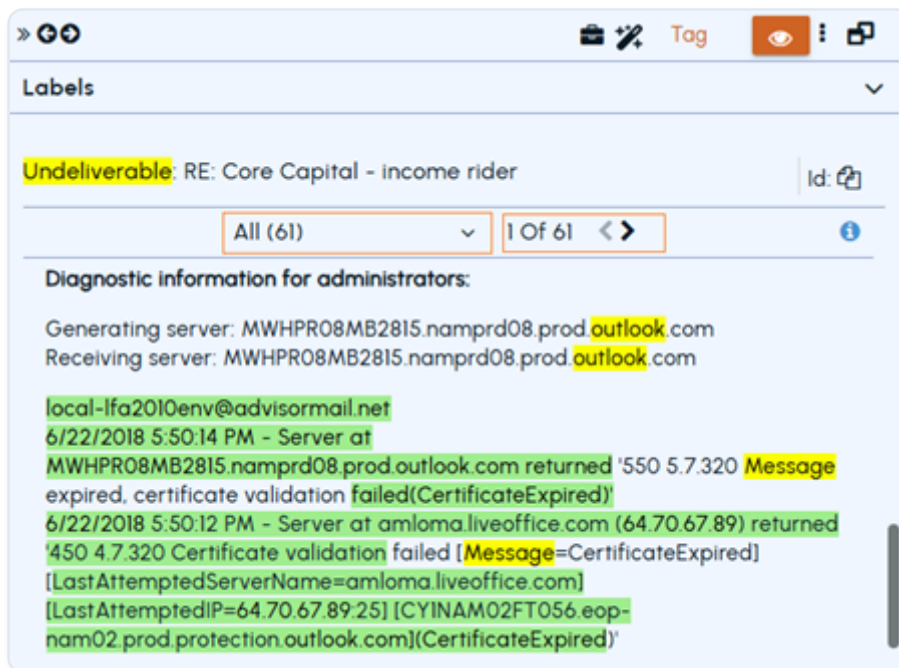 Tag
Labels
Undeliverable: RE: Core Capital - income rider
Id:
All (61)
1 Of 61
Diagnostic information for administrators:
Generating server: MWHPR08MB2815.namprd08.prod.outlook.com
Receiving server: MWHPR08MB2815.namprd08.prod.outlook.com
local-lfa2010env@advisormail.net
6/22/2018 5:50:14 PM - Server at
MWHPR08MB2815.namprd08.prod.outlook.com returned '550 5.7.320 Message
expired, certificate validation failed(CertificateExpired)'
6/22/2018 5:50:12 PM - Server at amloma.liveoffice.com (64.70.67.89) returned
'450 4.7.320 Certificate validation failed [Message=CertificateExpired]
[LastAttemptedServerName=amloma.liveoffice.com]
[LastAttemptedIP=64.70.67.89:25] [CY1NAM02FT056.eop-
nam02.prod.protection.outlook.com](CertificateExpired)'